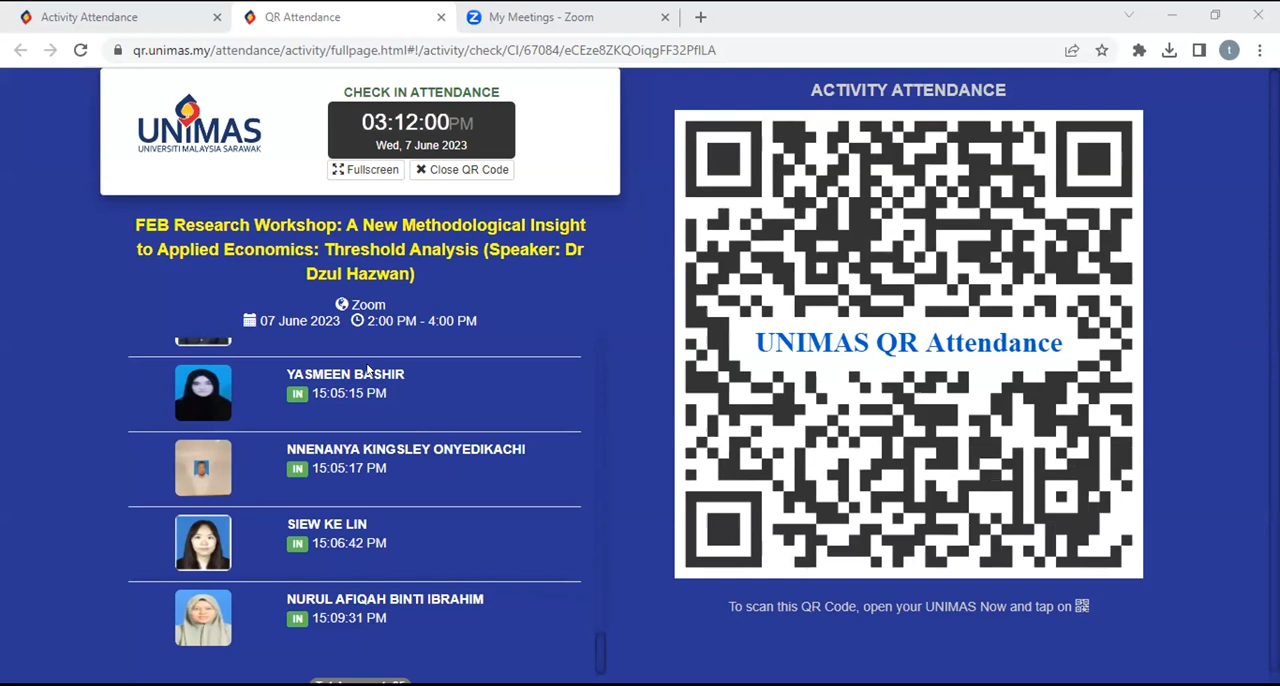 Activity Attendance
QR Attendance
My Meetings - Zoom
qr.unimas.my/attendance/activity/fullpage.html#!/activity/check/CI/67084/eCEze8ZKQOiqgFF32PflLA
t
UNIMAS
UNIVERSITI MALAYSIA SARAWAK
CHECK IN ATTENDANCE
03:12:00PM
Wed, 7 June 2023
Fullscreen
Close QR Code
FEB Research Workshop: A New Methodological Insight
to Applied Economics: Threshold Analysis (Speaker: Dr
Dzul Hazwan)
Zoom
07 June 2023 2:00 PM - 4:00 PM
YASMEEN BASHIR
IN 15:05:15 PM
NNENANYA KINGSLEY ONYEDIKACHI
IN 15:05:17 PM
SIEW KE LIN
IN 15:06:42 PM
NURUL AFIQAH BINTI IBRAHIM
IN 15:09:31 PM
ACTIVITY ATTENDANCE
UNIMAS QR Attendance
To scan this QR Code, open your UNIMAS Now and tap on